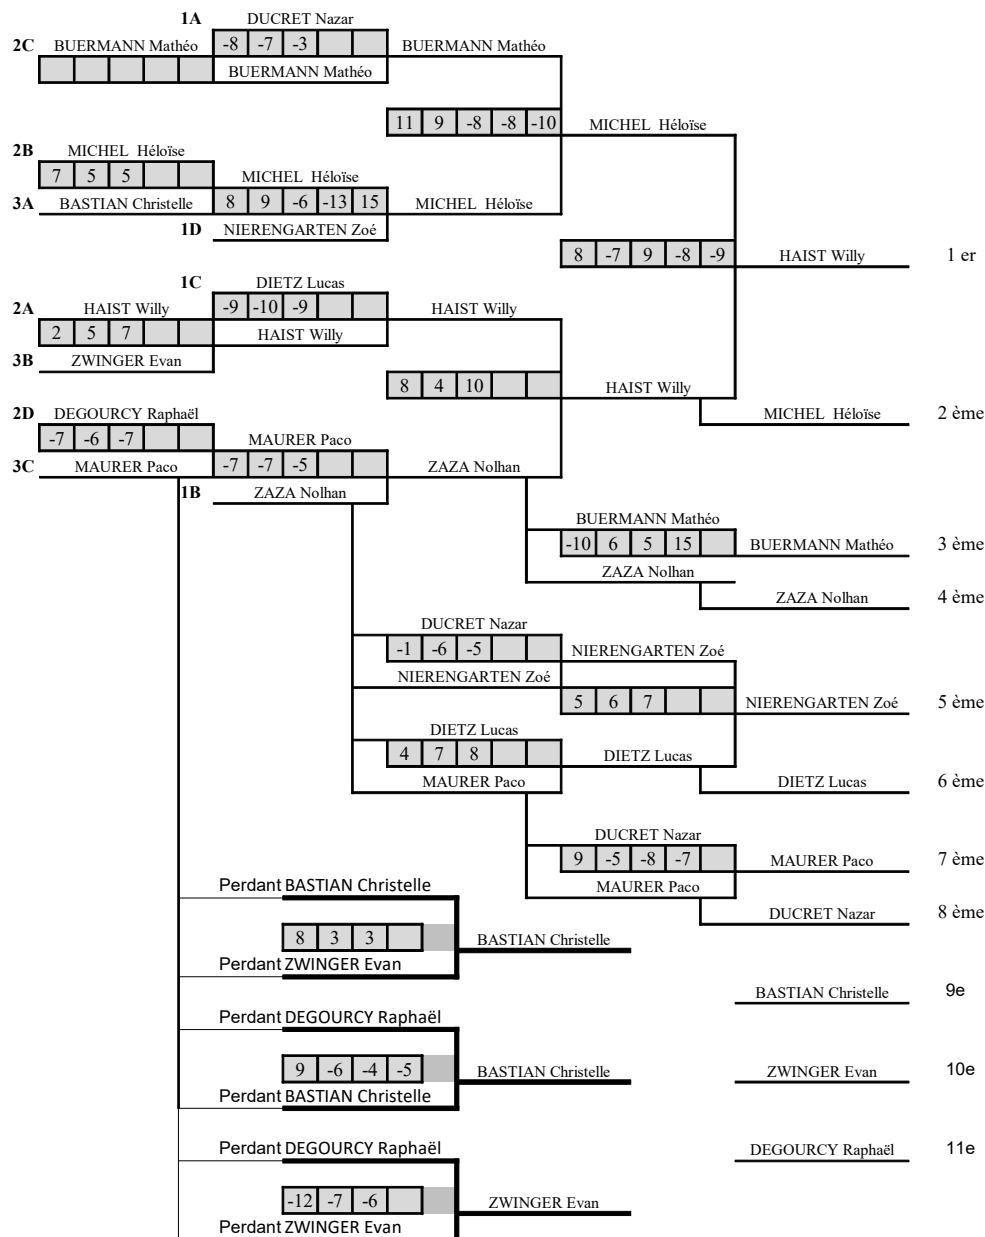 1A DUCRET Nazar
2C BUERMANN Mathéo -8 -7 -3 BUERMANN Mathéo
BUERMANN Mathéo
11 9 -8 -8 -10 MICHEL Héloïse
2B MICHEL Héloïse
7 5 5 MICHEL Héloïse
3A BASTIAN Christelle 8 9 -6 -13 15 MICHEL Héloïse
1D NIERENGARTEN Zoé
8 -7 9 -8 -9 HAIST Willy 1 er
1C DIETZ Lucas
2A HAIST Willy -9 -10 -9 HAIST Willy
2 5 7 HAIST Willy
3B ZWINGER Evan
8 4 10 HAIST Willy
2D DEGOURCY Raphaël MICHEL Héloïse 2 ème
-7 -6 -7 MAURER Paco
3C MAURER Paco -7 -7 -5 ZAZA Nolhan
1B ZAZA Nolhan
BUERMANN Mathéo
-10 6 5 15 BUERMANN Mathéo 3 ème
ZAZA Nolhan
ZAZA Nolhan 4 ème
DUCRET Nazar
-1 -6 -5 NIERENGARTEN Zoé
NIERENGARTEN Zoé
5 6 7 NIERENGARTEN Zoé 5 ème
DIETZ Lucas
4 7 8 DIETZ Lucas
MAURER Paco DIETZ Lucas 6 ème
DUCRET Nazar
9 -5 -8 -7 MAURER Paco 7 ème
Perdant BASTIAN Christelle MAURER Paco
DUCRET Nazar 8 ème
8 3 3 BASTIAN Christelle
Perdant ZWINGER Evan
BASTIAN Christelle 9e
Perdant DEGOURCY Raphaël
9 -6 -4 -5 BASTIAN Christelle ZWINGER Evan 10e
Perdant BASTIAN Christelle
Perdant DEGOURCY Raphaël DEGOURCY Raphaël 11e
-12 -7 -6 ZWINGER Evan
Perdant ZWINGER Evan